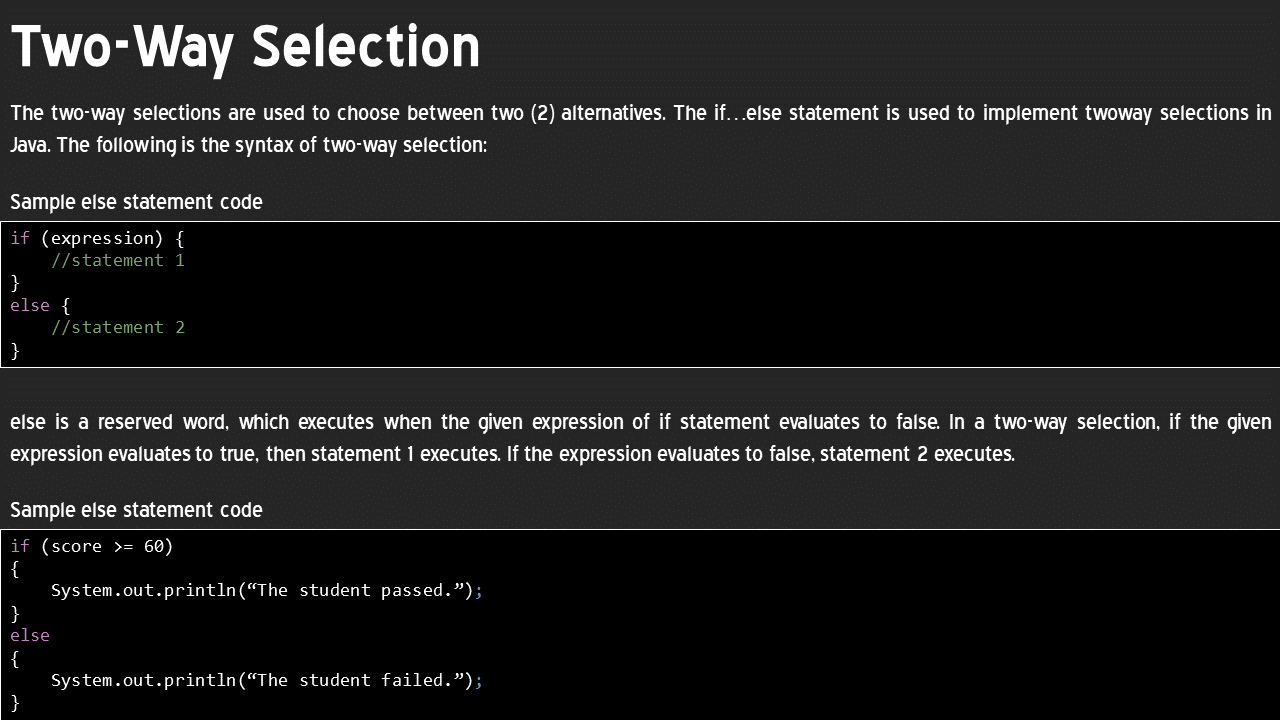 Two-Way Selection
The two-way selections are used to choose between two (2) alternatives. The if…else statement is used to implement twoway selections in
Java. The following is the syntax of two-way selection:
Sample else statement code
if (expression) {
    //statement 1
}
else {
    //statement 2
}
else is a reserved word, which executes when the given expression of if statement evaluates to false. In a two-way selection, if the given
expression evaluates to true, then statement 1 executes. If the expression evaluates to false, statement 2 executes.
Sample else statement code
if (score >= 60)
{
    System.out.println(“The student passed.”);
}
else
{
    System.out.println(“The student failed.”);
}